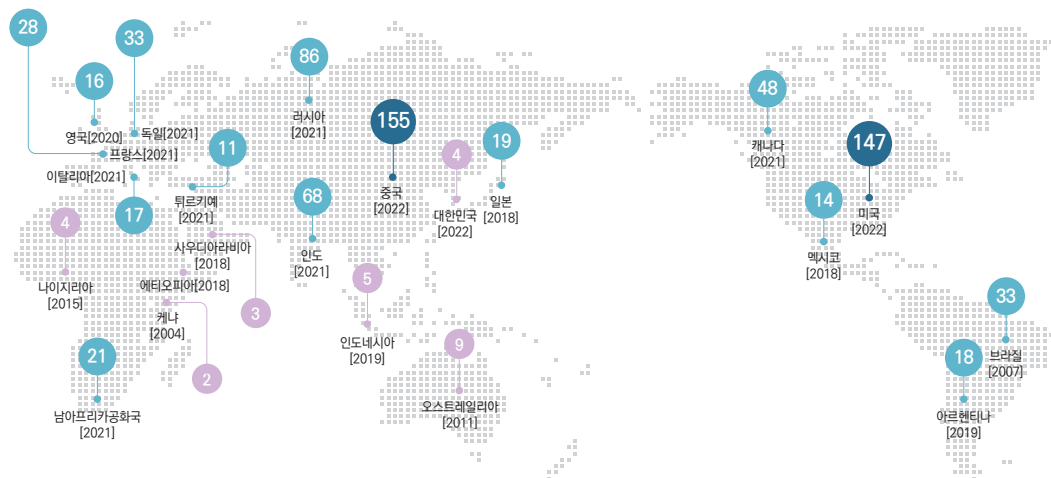 28
33
16
영국[2020]
독일[2021]
프랑스[2021]
이탈리아[2021]
17
11
튀르키예
[2021]
86
러시아
[2021]
155
중국
[2022]
4
대한민국
[2022]
19
일본
[2018]
68
인도
[2021]
4
나이지리아
[2015]
사우디아라비아
[2018]
3
에티오피아[2018]
케냐
[2004]
2
21
남아프리카공화국
[2021]
5
인도네시아
[2019]
9
오스트레일리아
[2011]
48
캐나다
[2021]
147
미국
[2022]
14
멕시코
[2018]
33
브라질
[2007]
18
아르헨티나
[2019]